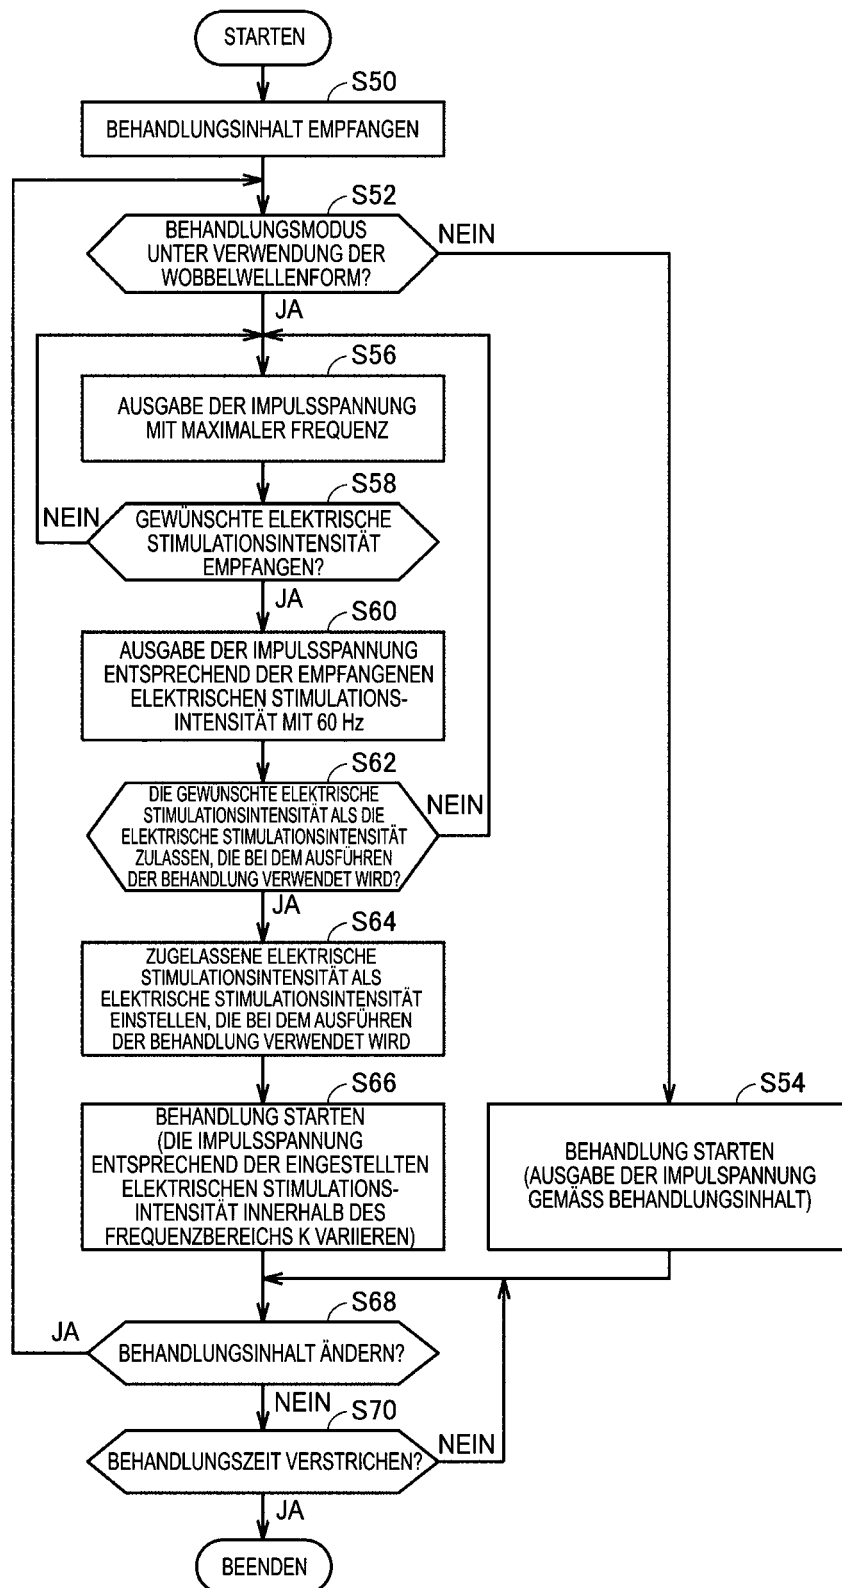 STARTEN
S50
BEHANDLUNGSINHALT EMPFANGEN
S52
BEHANDLUNGSMODUS
UNTER VERWENDUNG DER
WOBBELWELLENFORM?
NEIN
JA
S56
AUSGABE DER IMPULSSPANNUNG
MIT MAXIMALER FREQUENZ
S58
NEIN
GEWÜNSCHTE ELEKTRISCHE
STIMULATIONSINTENSITÄT
EMPFANGEN?
JA
S60
AUSGABE DER IMPULSSPANNUNG
ENTSPRECHEND DER EMPFANGENEN
ELEKTRISCHEN STIMULATIONS-
INTENSITÄT MIT 60 Hz
S62
DIE GEWÜNSCHTE ELEKTRISCHE
STIMULATIONSINTENSITÄT ALS DIE
ELEKTRISCHE STIMULATIONSINTENSITÄT
ZULASSEN, DIE BEI DEM AUSFÜHREN
DER BEHANDLUNG VERWENDET WIRD?
NEIN
JA
S64
ZUGELASSENE ELEKTRISCHE
STIMULATIONSINTENSITÄT ALS
ELEKTRISCHE STIMULATIONSINTENSITÄT
EINSTELLEN, DIE BEI DEM AUSFÜHREN
DER BEHANDLUNG VERWENDET WIRD
S66
BEHANDLUNG STARTEN
(DIE IMPULSSPANNUNG
ENTSPRECHEND DER EINGESTELLTEN
ELEKTRISCHEN STIMULATIONS-
INTENSITÄT INNERHALB DES
FREQUENZBEREICHS K VARIIEREN)
S54
BEHANDLUNG STARTEN
(AUSGABE DER IMPULSPANNUNG
GEMÄSS BEHANDLUNGSINHALT)
S68
JA
BEHANDLUNGSINHALT ÄNDERN?
NEIN
S70
BEHANDLUNGSZEIT VERSTRICHEN?
NEIN
JA
BEENDEN